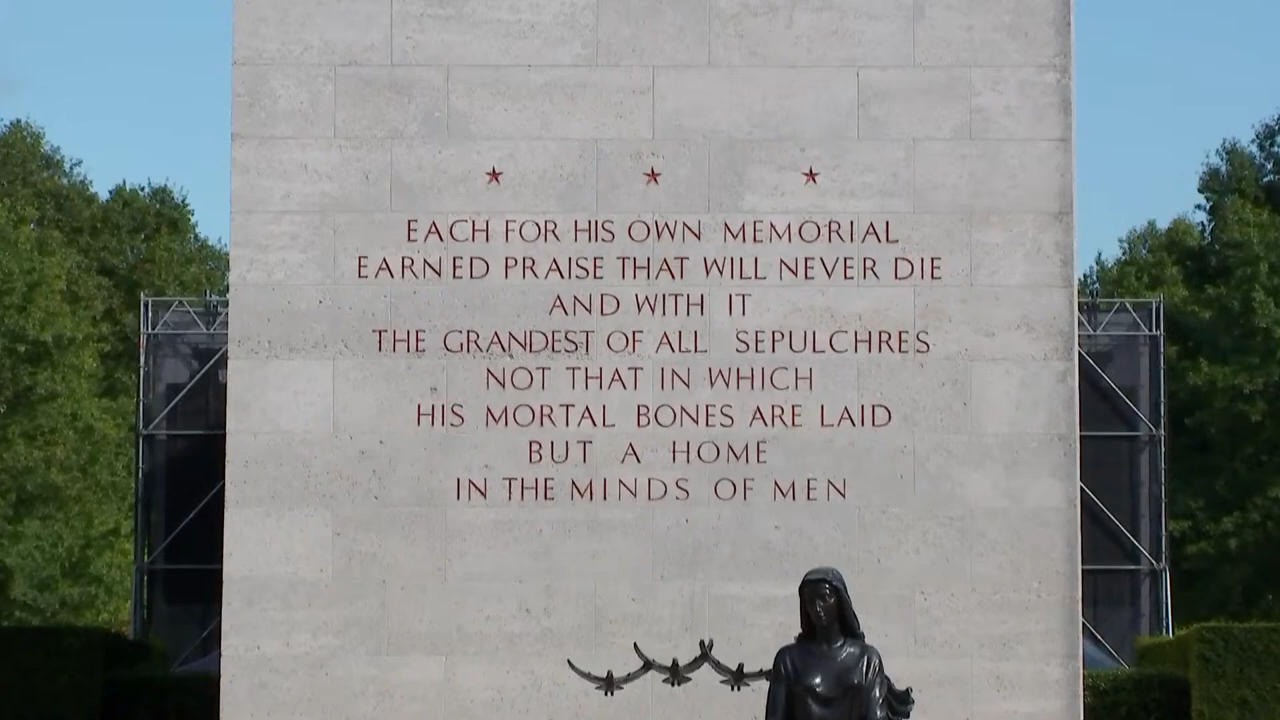 EACH FOR HIS OWN MEMORIAL
EARNED PRAISE THAT WILL NEVER DIE
AND WITH IT
THE GRANDEST OF ALL SEPULCHRES
NOT THAT IN WHICH
HIS MORTAL BONES ARE LAID
BUT A HOME
IN THE MINDS OF MEN